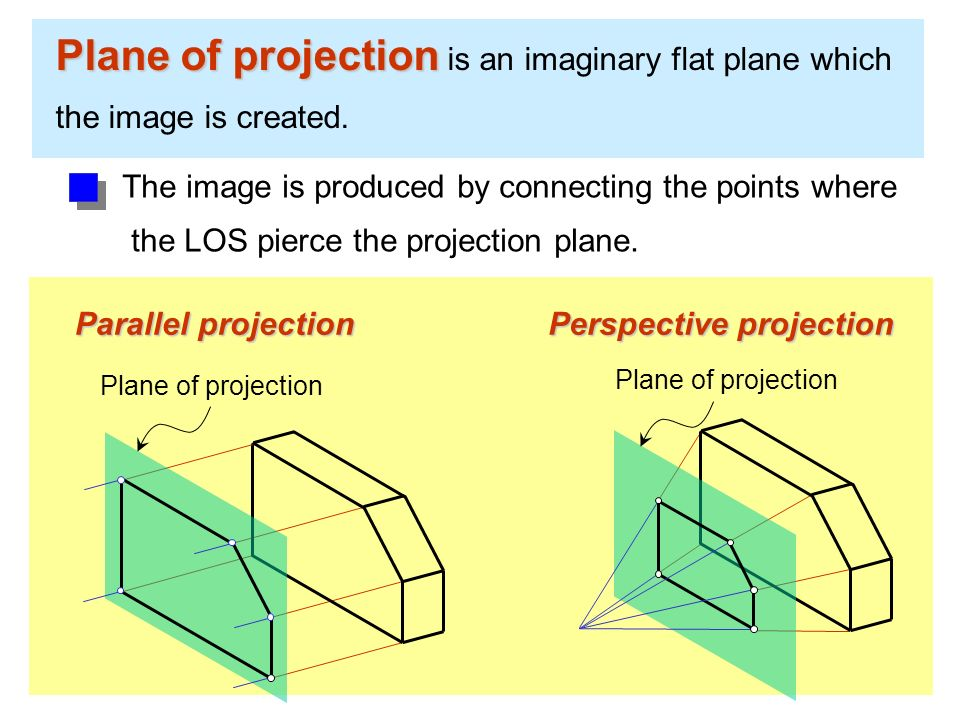 Plane of projection is an imaginary flat plane which
the image is created.
The image is produced by connecting the points where
the LOS pierce the projection plane.
Parallel projection
Plane of projection
Perspective projection
Plane of projection